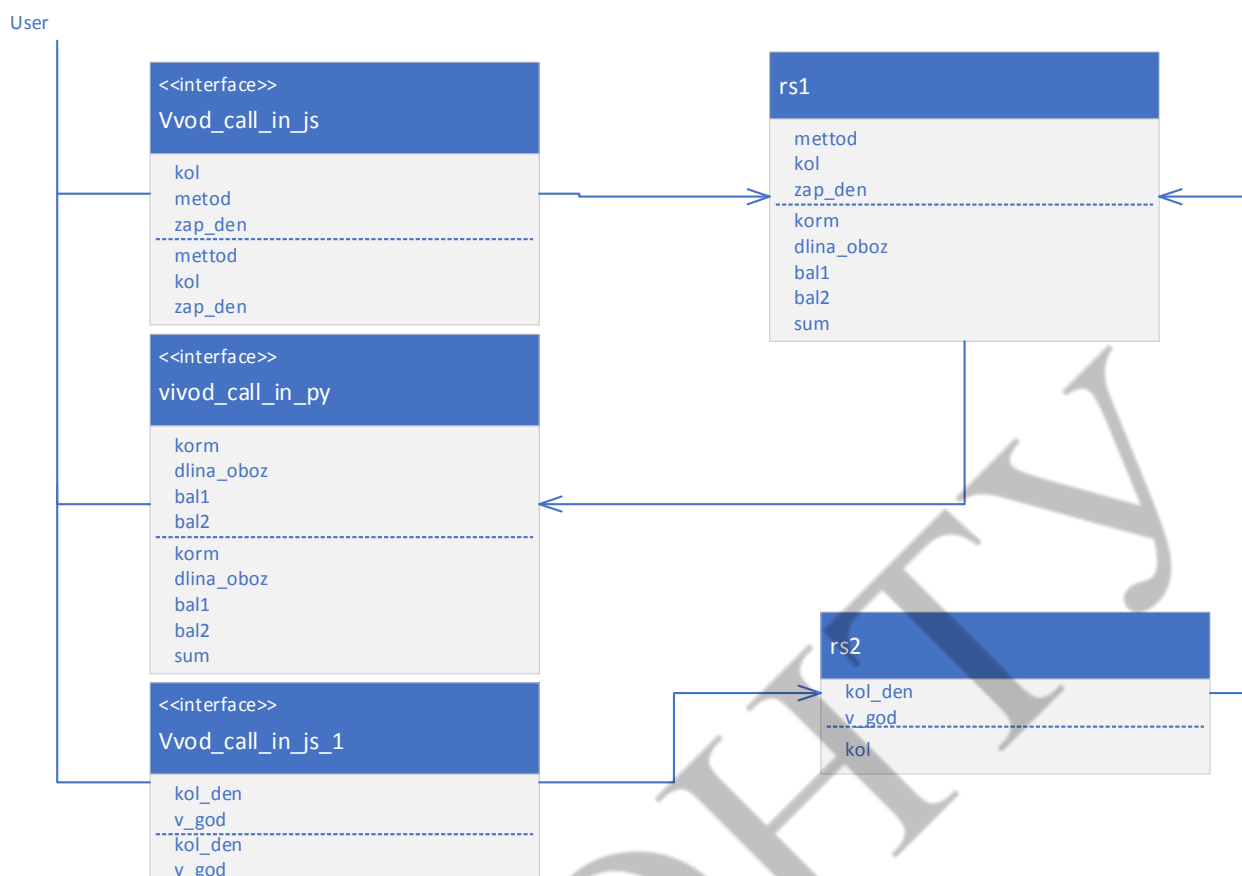 User
<<interface>>
Vvod_call_in_js
kol
metod
zap_den
mettod
kol
zap_den
rs1
mettod
kol
zap_den
korm
dlina_oboz
bal1
bal2
sum
<<interface>>
vivod_call_in_py
korm
dlina_oboz
bal1
bal2
korm
dlina_oboz
bal1
bal2
sum
rs2
kol_den
v_god
kol
<<interface>>
Vvod_call_in_js_1
kol_den
v_god
kol_den
v_god
НТУ